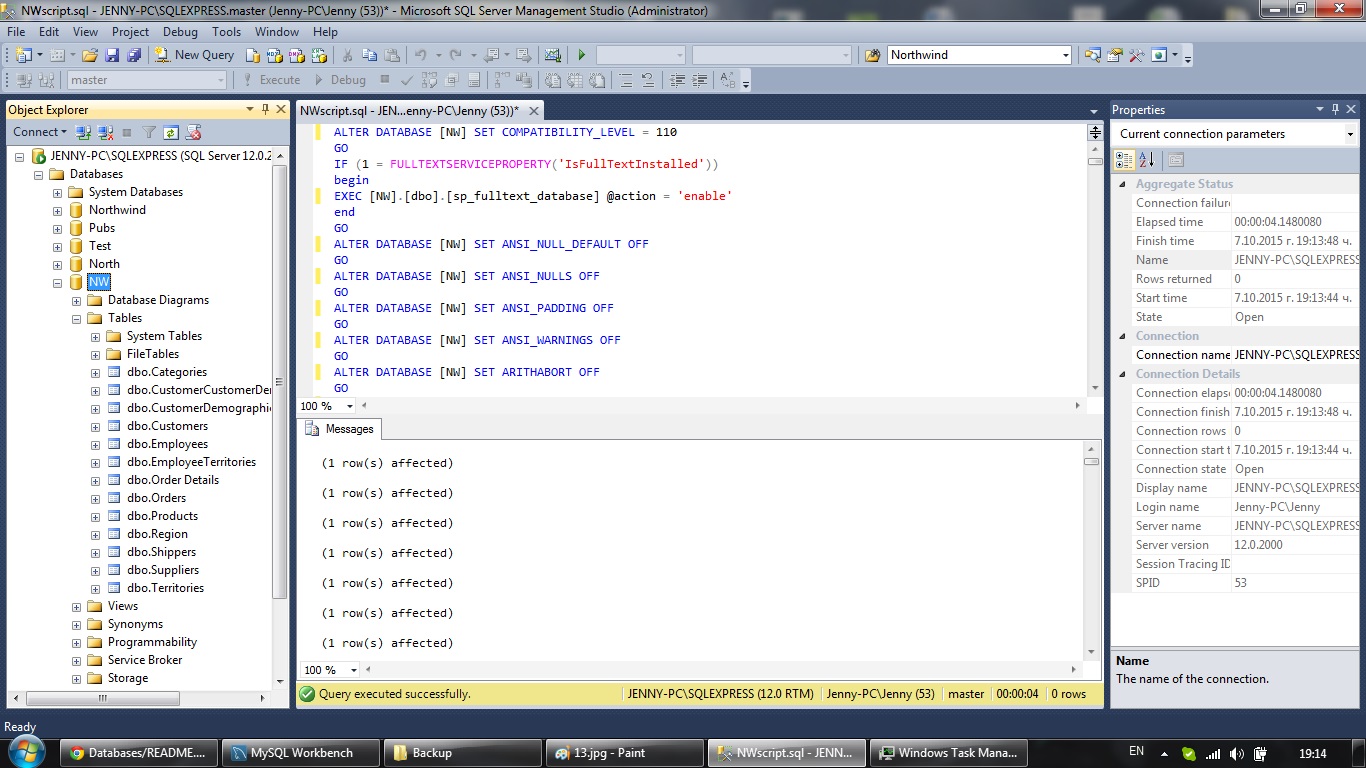 NWscript.sql - JENNY-PC\SQLEXPRESS.master (Jenny-PC\Jenny (53))* - Microsoft SQL Server Management Studio (Administrator)
File Edit View Project Debug Tools Window Help
New Query Northwind
master Execute Debug
Object Explorer
Connect
JENNY-PC\SQLEXPRESS (SQL Server 12.0.2
Databases
System Databases
Northwind
Pubs
Test
North
NW
Database Diagrams
Tables
System Tables
FileTables
dbo.Categories
dbo.CustomerCustomerDe
dbo.CustomerDemographi
dbo.Customers
dbo.Employees
dbo.EmployeeTerritories
dbo.Order Details
dbo.Orders
dbo.Products
dbo.Region
dbo.Shippers
dbo.Suppliers
dbo.Territories
Views
Synonyms
Programmability
Service Broker
Storage
NWscript.sql - JEN...enny-PC\Jenny (53))*
ALTER DATABASE [NW] SET COMPATIBILITY_LEVEL = 110
GO
IF (1 = FULLTEXTSERVICEPROPERTY('IsFullTextInstalled'))
begin
EXEC [NW].[dbo].[sp_fulltext_database] @action = 'enable'
end
GO
ALTER DATABASE [NW] SET ANSI_NULL_DEFAULT OFF
GO
ALTER DATABASE [NW] SET ANSI_NULLS OFF
GO
ALTER DATABASE [NW] SET ANSI_PADDING OFF
GO
ALTER DATABASE [NW] SET ANSI_WARNINGS OFF
GO
ALTER DATABASE [NW] SET ARITHABORT OFF
GO
100 %
Messages
(1 row(s) affected)
(1 row(s) affected)
(1 row(s) affected)
(1 row(s) affected)
(1 row(s) affected)
(1 row(s) affected)
(1 row(s) affected)
100 %
Query executed successfully. JENNY-PC\SQLEXPRESS (12.0 RTM) Jenny-PC\Jenny (53) master 00:00:04 0 rows
Properties
Current connection parameters
Aggregate Status
Connection failure
Elapsed time 00:00:04.1480080
Finish time 7.10.2015 г. 19:13:48 ч.
Name JENNY-PC\SQLEXPRESS
Rows returned 0
Start time 7.10.2015 г. 19:13:44 ч.
State Open
Connection
Connection name JENNY-PC\SQLEXPRESS
Connection Details
Connection elaps 00:00:04.1480080
Connection finish 7.10.2015 г. 19:13:48 ч.
Connection rows 0
Connection start t 7.10.2015 г. 19:13:44 ч.
Connection state Open
Display name JENNY-PC\SQLEXPRESS
Login name Jenny-PC\Jenny
Server name JENNY-PC\SQLEXPRESS
Server version 12.0.2000
Session Tracing ID
SPID 53
Name
The name of the connection.
Ready
Databases/README.... MySQL Workbench Backup 13.jpg - Paint NWscript.sql - JENN... Windows Task Mana... EN 19:14